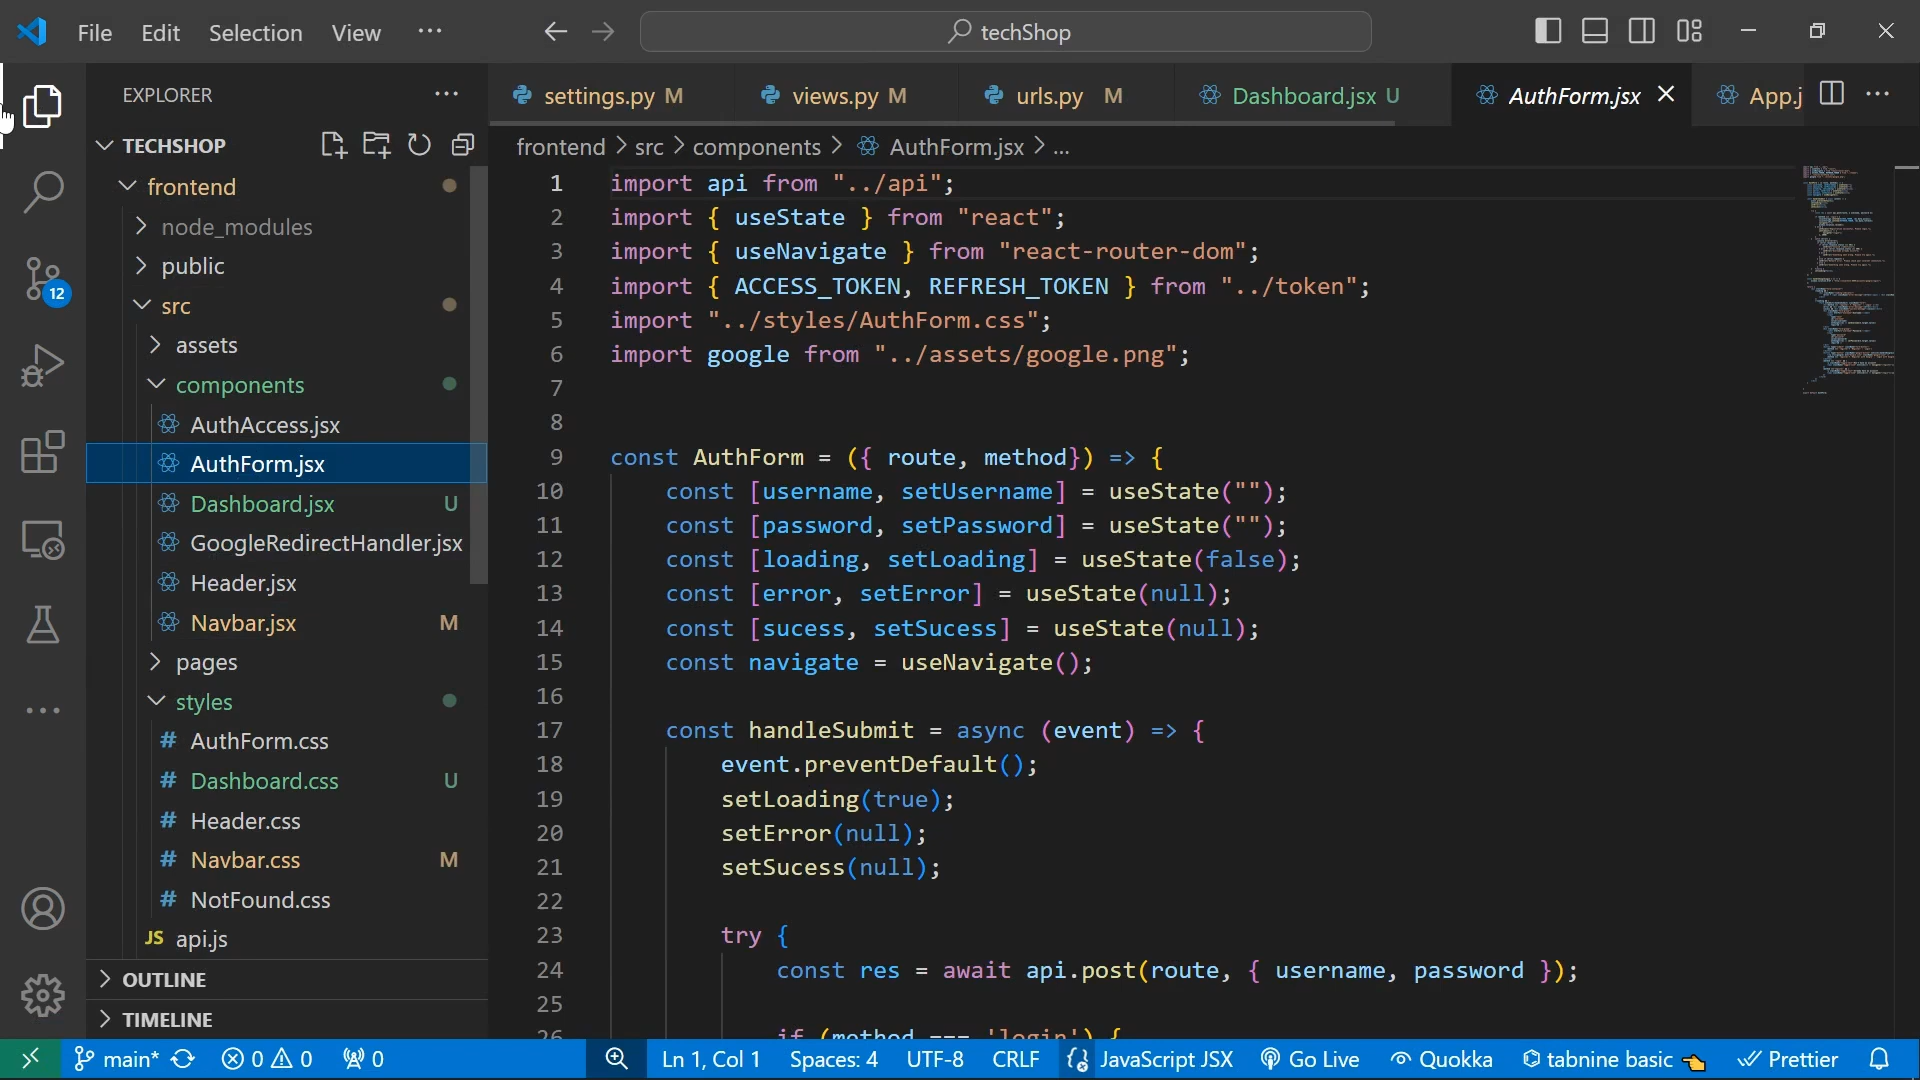 File Edit Selection View ···
techShop
EXPLORER ···
TECHSHOP
frontend
node_modules
public
src
assets
components
AuthAccess.jsx
AuthForm.jsx
Dashboard.jsx U
GoogleRedirectHandler.jsx
Header.jsx
Navbar.jsx M
pages
styles
# AuthForm.css
# Dashboard.css U
# Header.css
# Navbar.css M
# NotFound.css
JS api.js
OUTLINE
TIMELINE
12
settings.py M views.py M urls.py M Dashboard.jsx U AuthForm.jsx App.j
frontend > src > components > AuthForm.jsx > ...
1 import api from "../api";
2 import { useState } from "react";
3 import { useNavigate } from "react-router-dom";
4 import { ACCESS_TOKEN, REFRESH_TOKEN } from "../token";
5 import "../styles/AuthForm.css";
6 import google from "../assets/google.png";
7
8
9 const AuthForm = ({ route, method}) => {
10 const [username, setUsername] = useState("");
11 const [password, setPassword] = useState("");
12 const [loading, setLoading] = useState(false);
13 const [error, setError] = useState(null);
14 const [sucess, setSucess] = useState(null);
15 const navigate = useNavigate();
16
17 const handleSubmit = async (event) => {
18 event.preventDefault();
19 setLoading(true);
20 setError(null);
21 setSucess(null);
22
23 try {
24 const res = await api.post(route, { username, password });
25
26 if (method === 'login') {
main* 0 0 0 Ln 1, Col 1 Spaces: 4 UTF-8 CRLF JavaScript JSX Go Live Quokka tabnine basic Prettier